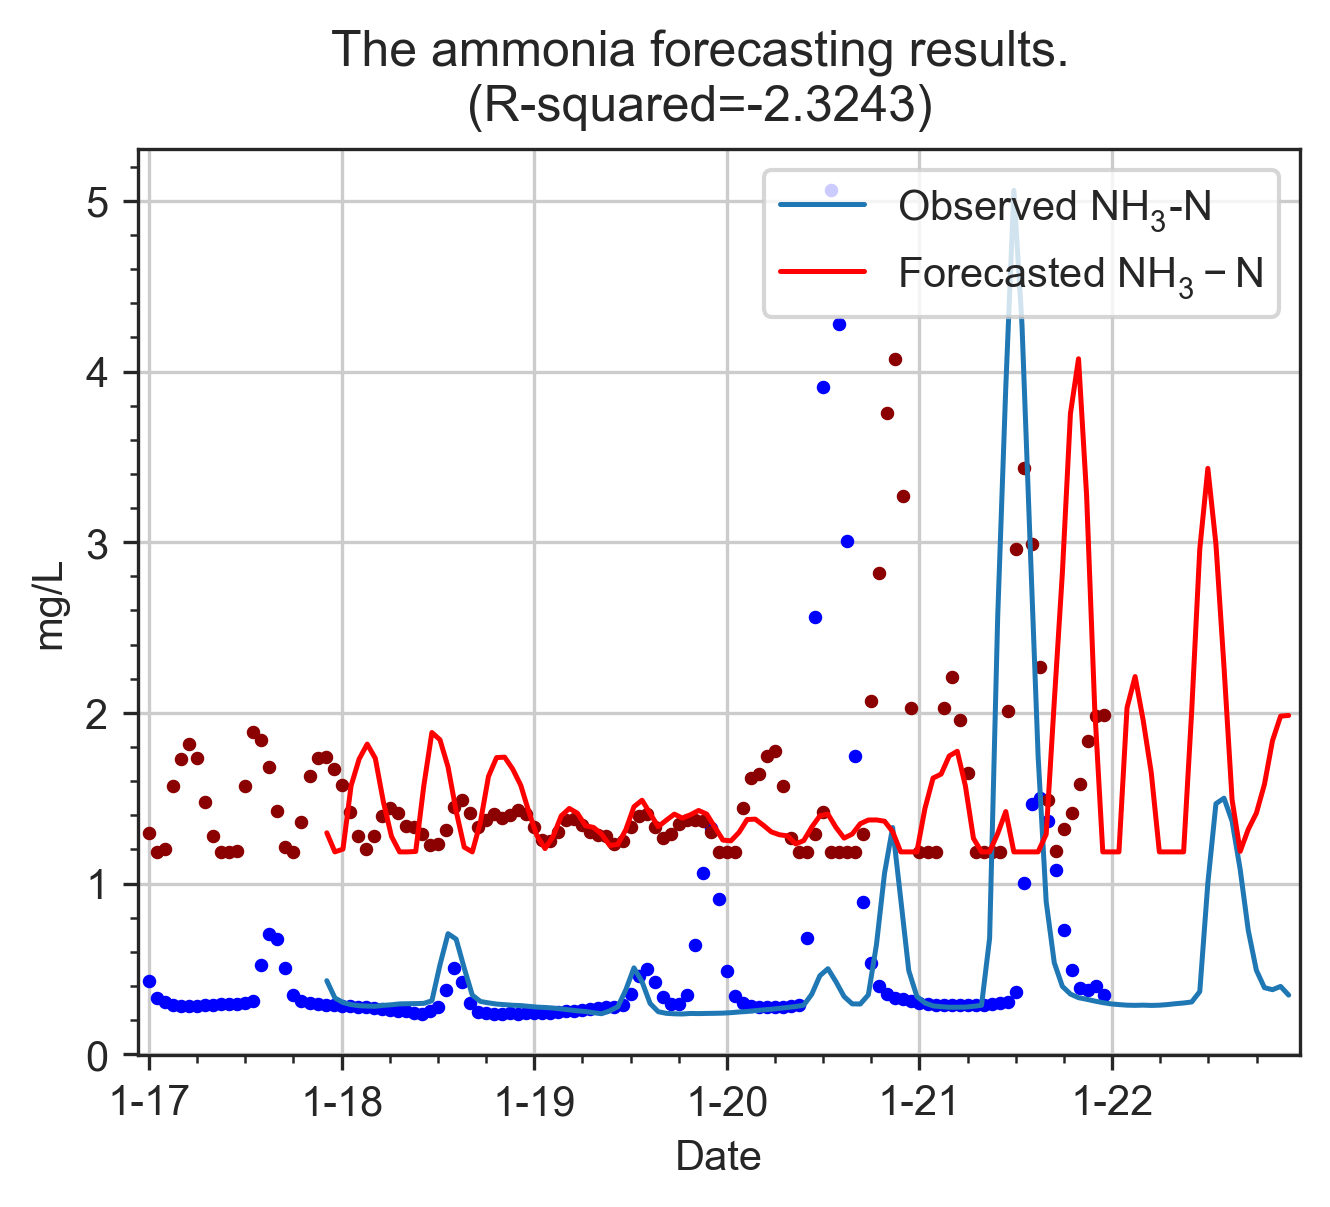 The ammonia forecasting results.
(R-squared=-2.3243)
Observed NH₃-N
Forecasted NH₃ − N
5
4
3
2
1
0
mg/L
1-17 1-18 1-19 1-20 1-21 1-22
Date